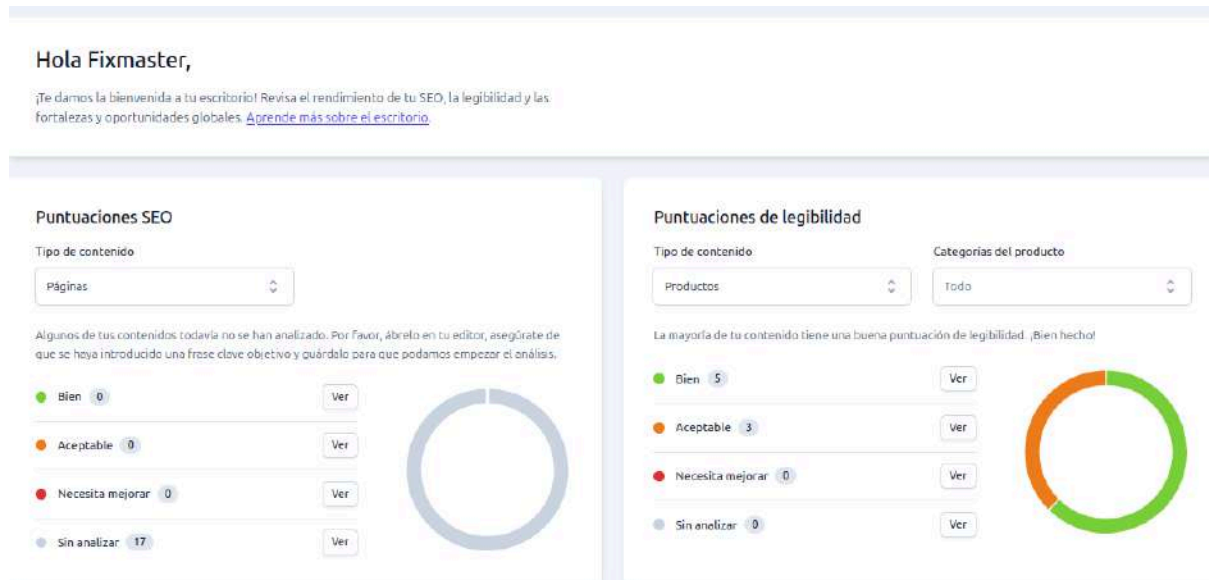 Hola Fixmaster,
¡Te damos la bienvenida a tu escritorio! Revisa el rendimiento de tu SEO, la legibilidad y las
fortalezas y oportunidades globales. Aprende más sobre el escritorio.
Puntuaciones SEO
Tipo de contenido
Páginas
Algunos de tus contenidos todavía no se han analizado. Por favor, ábrelo en tu editor, asegúrate de
que se haya introducido una frase clave objetivo y guárdalo para que podamos empezar el análisis.
Bien 0 Ver
Aceptable 0 Ver
Necesita mejorar 0 Ver
Sin analizar 17 Ver
Puntuaciones de legibilidad
Tipo de contenido Categorías del producto
Productos Todo
La mayoría de tu contenido tiene una buena puntuación de legibilidad. ¡Bien hecho!
Bien 5 Ver
Aceptable 3 Ver
Necesita mejorar 0 Ver
Sin analizar 0 Ver